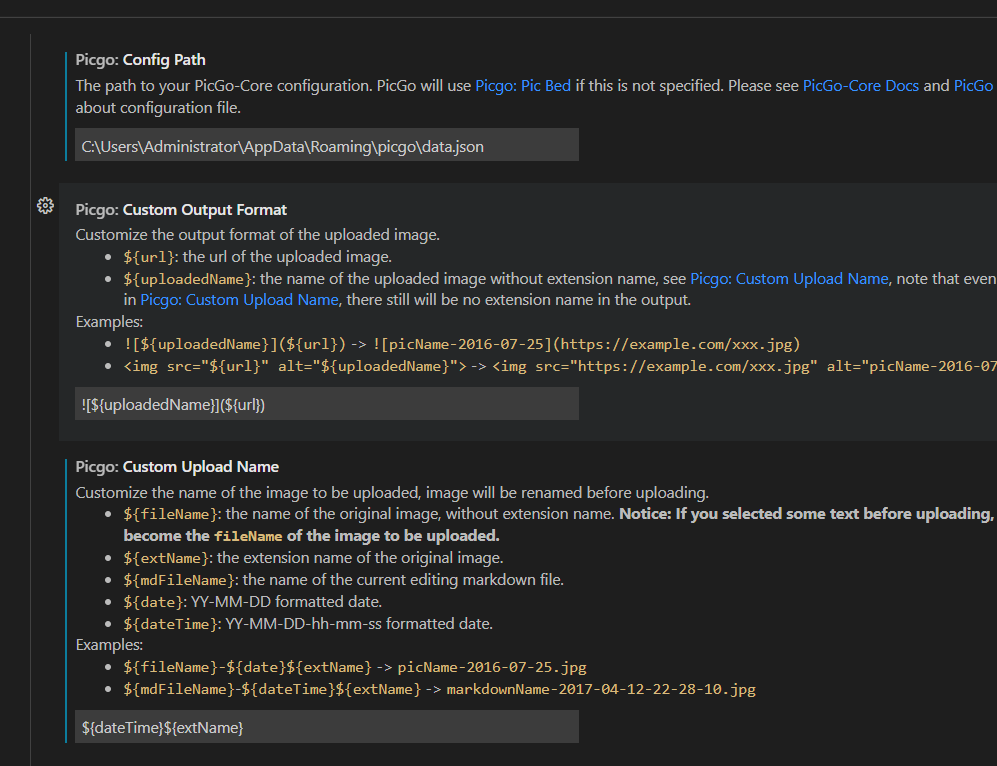 Picgo: Config Path
The path to your PicGo-Core configuration. PicGo will use Picgo: Pic Bed if this is not specified. Please see PicGo-Core Docs and PicGo
about configuration file.
C:\Users\Administrator\AppData\Roaming\picgo\data.json
Picgo: Custom Output Format
Customize the output format of the uploaded image.
• ${url}: the url of the uploaded image.
• ${uploadedName}: the name of the uploaded image without extension name, see Picgo: Custom Upload Name, note that even
in Picgo: Custom Upload Name, there still will be no extension name in the output.
Examples:
• ![${uploadedName}](${url}) -> ![picName-2016-07-25](https://example.com/xxx.jpg)
• <img src="${url}" alt="${uploadedName}"> -> <img src="https://example.com/xxx.jpg" alt="picName-2016-07
![${uploadedName}](${url})
Picgo: Custom Upload Name
Customize the name of the image to be uploaded, image will be renamed before uploading.
• ${fileName}: the name of the original image, without extension name. Notice: If you selected some text before uploading,
become the fileName of the image to be uploaded.
• ${extName}: the extension name of the original image.
• ${mdFileName}: the name of the current editing markdown file.
• ${date}: YY-MM-DD formatted date.
• ${dateTime}: YY-MM-DD-hh-mm-ss formatted date.
Examples:
• ${fileName}-${date}${extName} -> picName-2016-07-25.jpg
• ${mdFileName}-${dateTime}${extName} -> markdownName-2017-04-12-22-28-10.jpg
${dateTime}${extName}